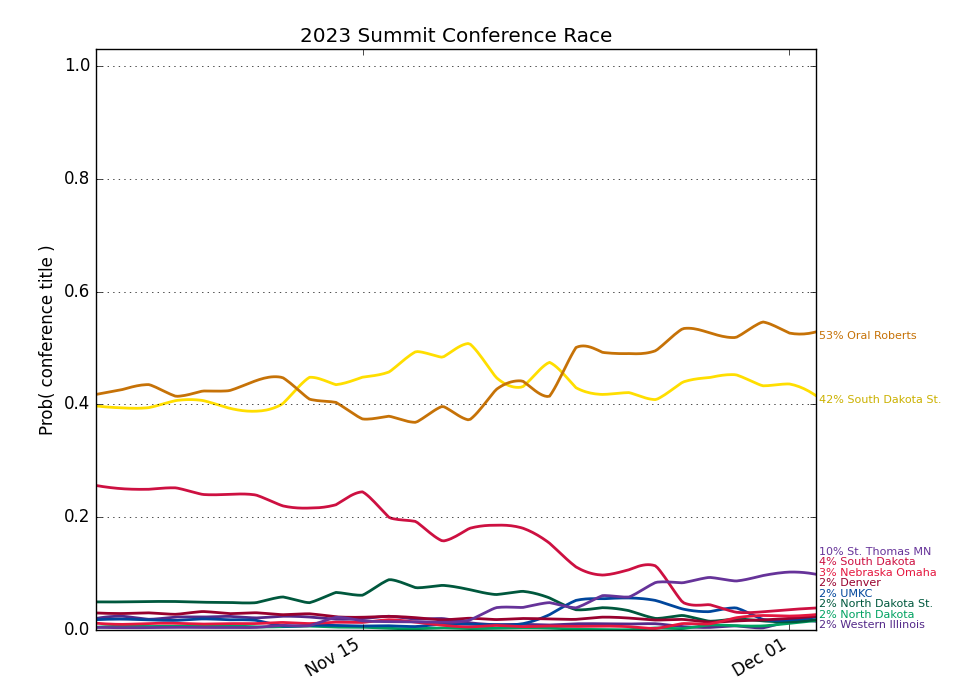 2023 Summit Conference Race
Prob( conference title )
1.0
0.8
0.6
0.4
0.2
0.0
Nov 15
Dec 01
53% Oral Roberts
42% South Dakota St.
10% St. Thomas MN
4% South Dakota
3% Nebraska Omaha
2% Denver
2% UMKC
2% North Dakota St.
2% North Dakota
2% Western Illinois